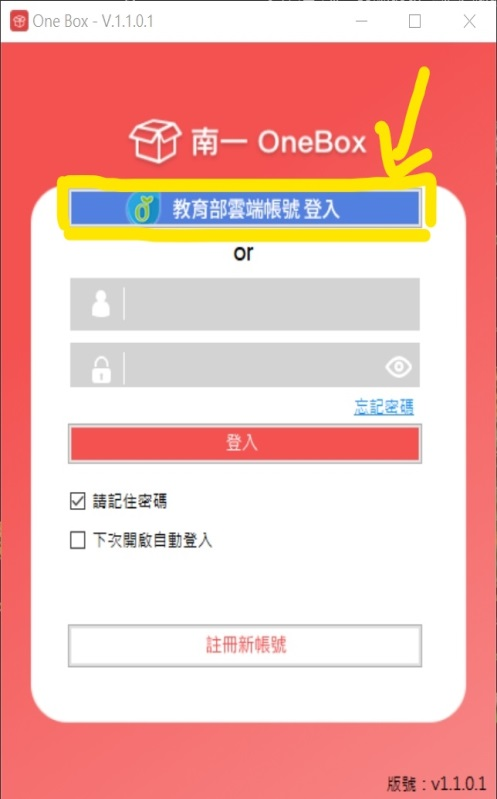 One Box - V.1.1.0.1
南一 OneBox
教育部雲端帳號 登入
or
忘記密碼
登入
請記住密碼
下次開啟自動登入
註冊新帳號
版號：v1.1.0.1